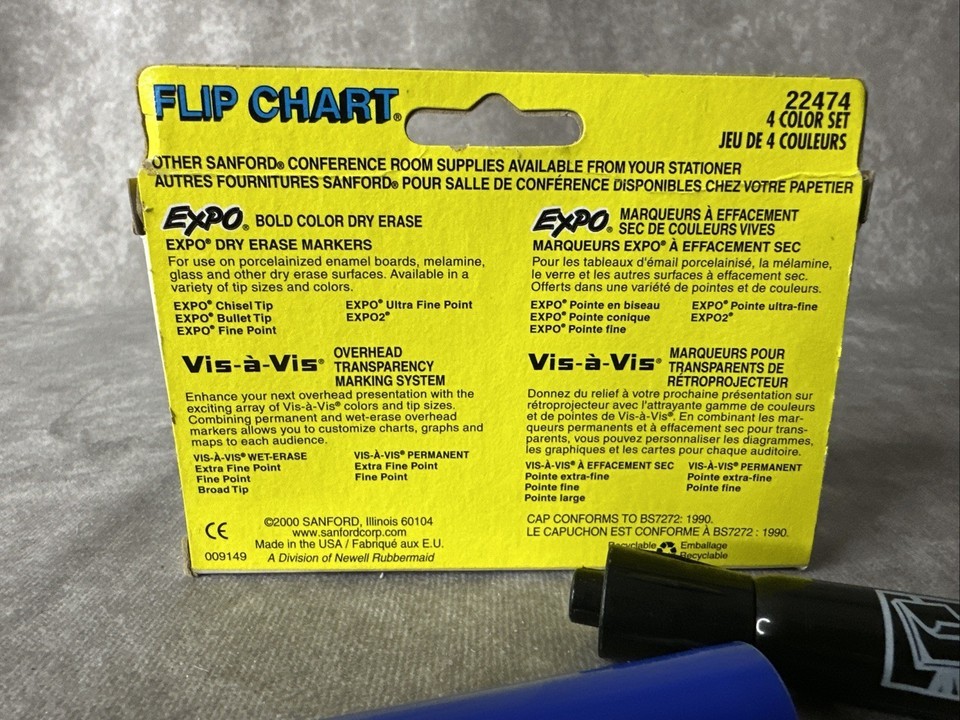 FLIP CHART®
22474
4 COLOR SET
JEU DE 4 COULEURS
OTHER SANFORD® CONFERENCE ROOM SUPPLIES AVAILABLE FROM YOUR STATIONER
AUTRES FOURNITURES SANFORD® POUR SALLE DE CONFÉRENCE DISPONIBLES CHEZ VOTRE PAPETIER
EXPO® BOLD COLOR DRY ERASE
EXPO® DRY ERASE MARKERS
For use on porcelainized enamel boards, melamine,
glass and other dry erase surfaces. Available in a
variety of tip sizes and colors.
EXPO® Chisel Tip
EXPO® Bullet Tip
EXPO® Fine Point
EXPO® Ultra Fine Point
EXPO2®
Vis-à-Vis® OVERHEAD
TRANSPARENCY
MARKING SYSTEM
Enhance your next overhead presentation with the
exciting array of Vis-à-Vis® colors and tip sizes.
Combining permanent and wet-erase overhead
markers allows you to customize charts, graphs and
maps to each audience.
VIS-À-VIS® WET-ERASE
Extra Fine Point
Fine Point
Broad Tip
VIS-À-VIS® PERMANENT
Extra Fine Point
Fine Point
CE
009149
©2000 SANFORD, Illinois 60104
www.sanfordcorp.com
Made in the USA / Fabriqué aux E.U.
A Division of Newell Rubbermaid
EXPO® MARQUEURS À EFFACEMENT
SEC DE COULEURS VIVES
MARQUEURS EXPO® À EFFACEMENT SEC
Pour les tableaux d'émail porcelainisé, la mélamine,
le verre et les autres surfaces à effacement sec.
Offerts dans une variété de pointes et de couleurs.
EXPO® Pointe en biseau
EXPO® Pointe conique
EXPO® Pointe fine
EXPO® Pointe ultra-fine
EXPO2®
Vis-à-Vis® MARQUEURS POUR
TRANSPARENTS DE
RÉTROPROJECTEUR
Donnez du relief à votre prochaine présentation sur
rétroprojecteur avec l'attrayante gamme de couleurs
et de pointes de Vis-à-Vis®. En combinant les mar-
queurs permanents et à effacement sec pour trans-
parents, vous pouvez personnaliser les diagrammes,
les graphiques et les cartes pour chaque auditoire.
VIS-À-VIS® À EFFACEMENT SEC
Pointe extra-fine
Pointe fine
Pointe large
VIS-À-VIS® PERMANENT
Pointe extra-fine
Pointe fine
CAP CONFORMS TO BS7272: 1990.
LE CAPUCHON EST CONFORME À BS7272 : 1990.
Recyclable Emballage
Recyclable